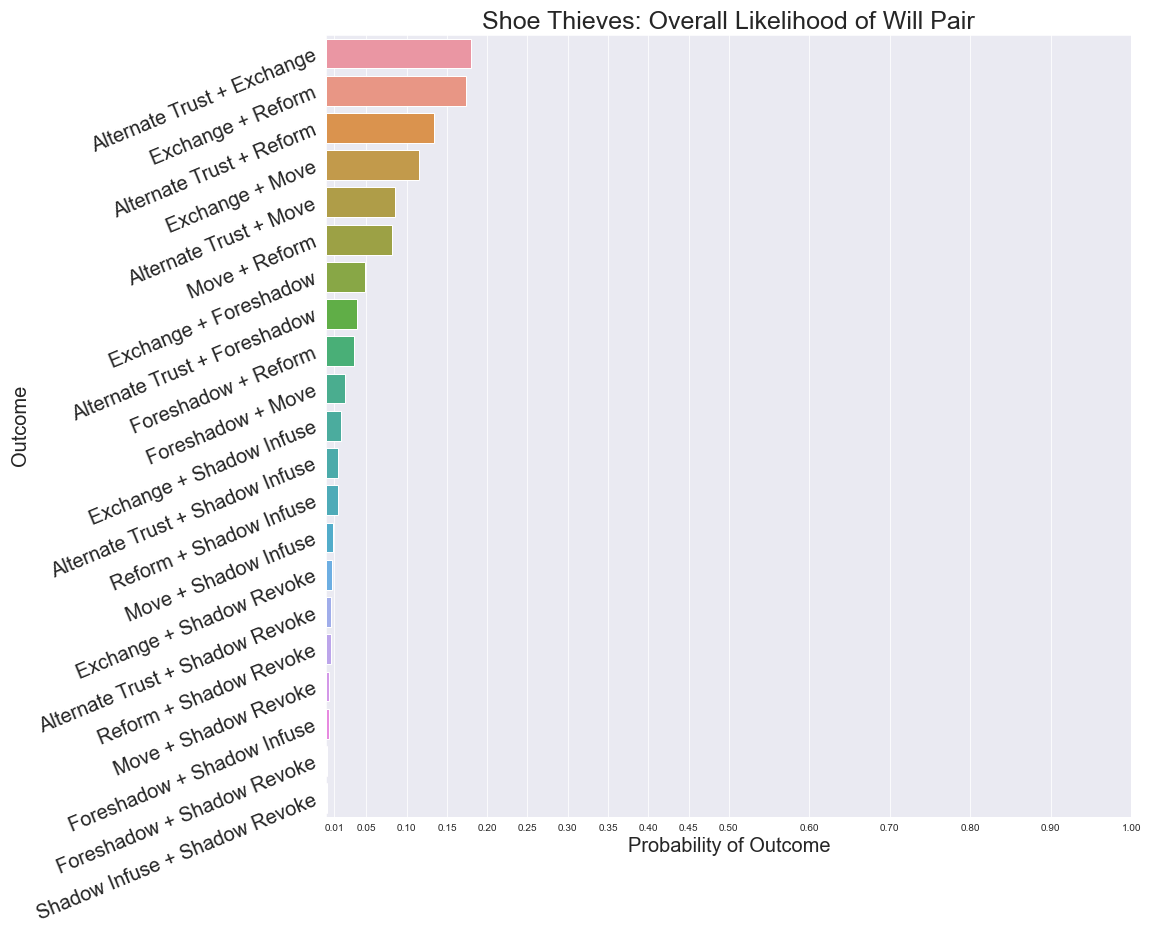 Shoe Thieves: Overall Likelihood of Will Pair
Alternate Trust + Exchange
Exchange + Reform
Alternate Trust + Reform
Exchange + Move
Alternate Trust + Move
Move + Reform
Exchange + Foreshadow
Alternate Trust + Foreshadow
Foreshadow + Reform
Foreshadow + Move
Exchange + Shadow Infuse
Alternate Trust + Shadow Infuse
Reform + Shadow Infuse
Move + Shadow Infuse
Exchange + Shadow Revoke
Alternate Trust + Shadow Revoke
Reform + Shadow Revoke
Move + Shadow Revoke
Foreshadow + Shadow Infuse
Foreshadow + Shadow Revoke
Shadow Infuse + Shadow Revoke
Outcome
0.01 0.05 0.10 0.15 0.20 0.25 0.30 0.35 0.40 0.45 0.50 0.60 0.70 0.80 0.90 1.00
Probability of Outcome